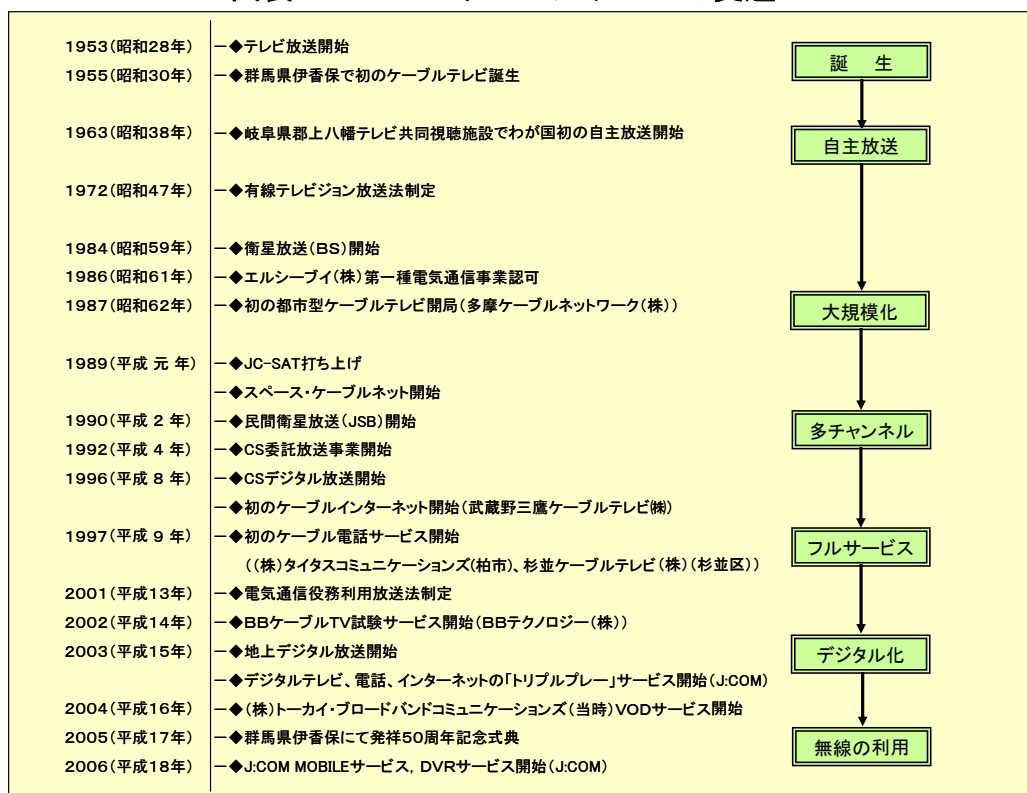 1953(昭和28年) ー◆テレビ放送開始
1955(昭和30年) ー◆群馬県伊香保で初のケーブルテレビ誕生
誕 生
1963(昭和38年) ー◆岐阜県郡上八幡テレビ共同視聴施設でわが国初の自主放送開始
自主放送
1972(昭和47年) ー◆有線テレビジョン放送法制定
1984(昭和59年) ー◆衛星放送(BS)開始
1986(昭和61年) ー◆エルシーブイ(株)第一種電気通信事業認可
1987(昭和62年) ー◆初の都市型ケーブルテレビ開局(多摩ケーブルネットワーク(株))
大規模化
1989(平成 元 年) ー◆JC-SAT打ち上げ
ー◆スペース・ケーブルネット開始
1990(平成 2 年) ー◆民間衛星放送(JSB)開始
多チャンネル
1992(平成 4 年) ー◆CS委託放送事業開始
1996(平成 8 年) ー◆CSデジタル放送開始
ー◆初のケーブルインターネット開始(武蔵野三鷹ケーブルテレビ㈱)
1997(平成 9 年) ー◆初のケーブル電話サービス開始
フルサービス
((株)タイタスコミュニケーションズ(柏市)、杉並ケーブルテレビ(株)(杉並区))
2001(平成13年) ー◆電気通信役務利用放送法制定
2002(平成14年) ー◆BBケーブルTV試験サービス開始(BBテクノロジー(株))
2003(平成15年) ー◆地上デジタル放送開始
デジタル化
ー◆デジタルテレビ、電話、インターネットの「トリプルプレー」サービス開始(J:COM)
2004(平成16年) ー◆(株)トーカイ・ブロードバンドコミュニケーションズ(当時)VODサービス開始
2005(平成17年) ー◆群馬県伊香保にて発祥50周年記念式典
無線の利用
2006(平成18年) ー◆J:COM MOBILEサービス, DVRサービス開始(J:COM)